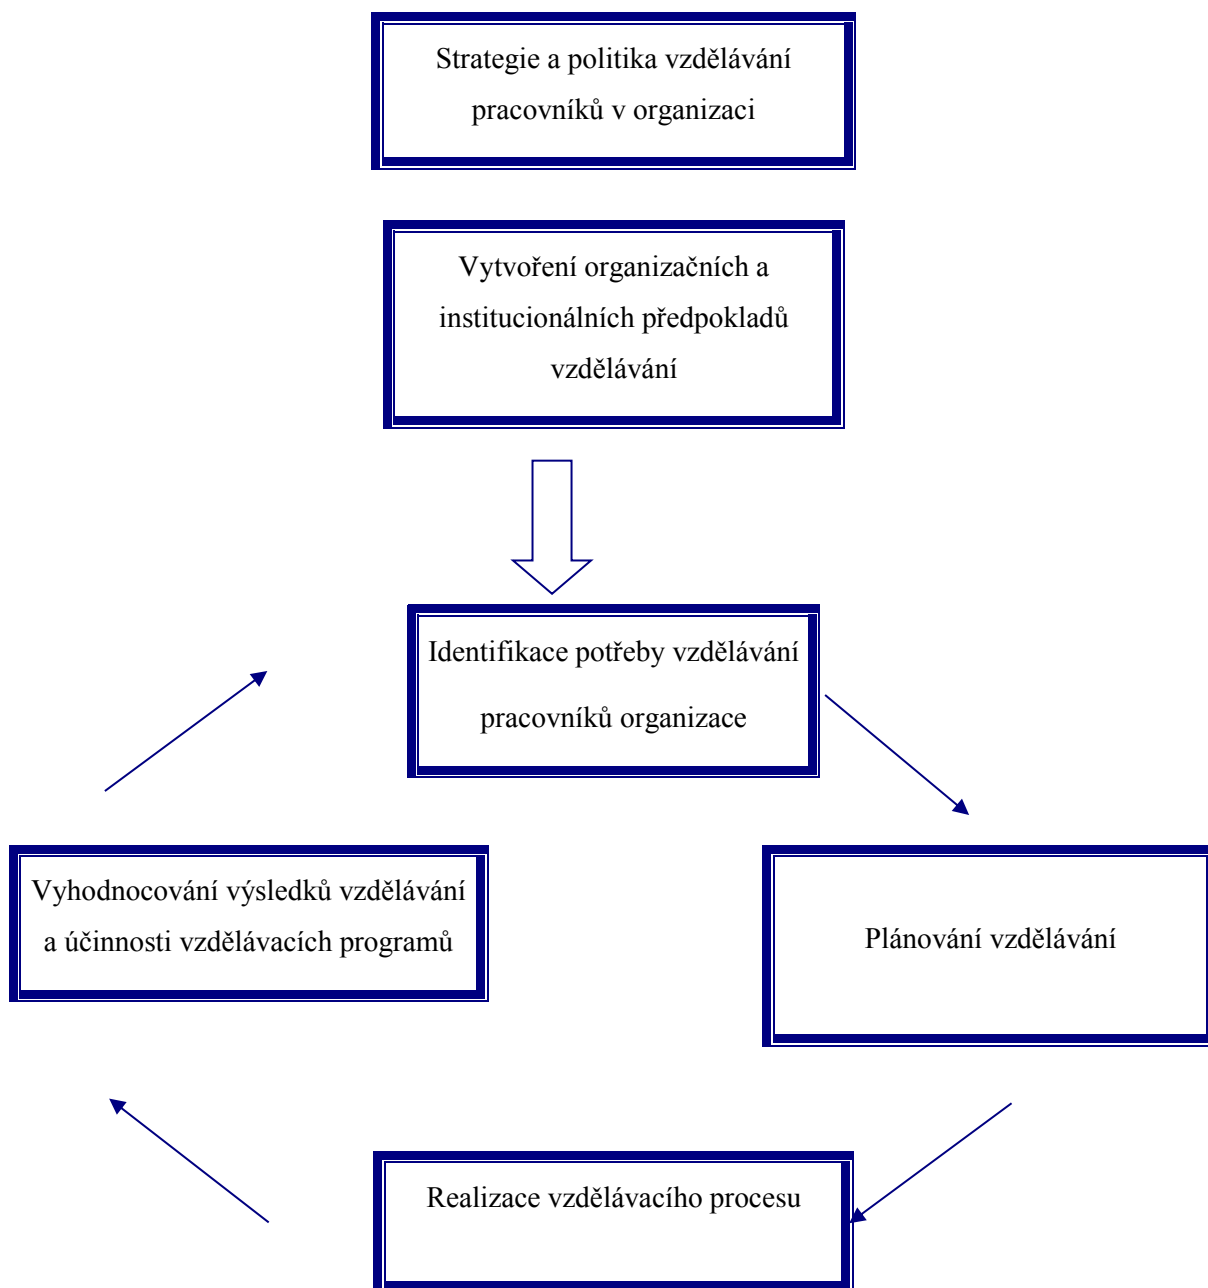 Strategie a politika vzdělávání
pracovníků v organizaci
Vytvoření organizačních a
institucionálních předpokladů
vzdělávání
Identifikace potřeby vzdělávání
pracovníků organizace
Vyhodnocování výsledků vzdělávání
a účinnosti vzdělávacích programů
Plánování vzdělávání
Realizace vzdělávacího procesu